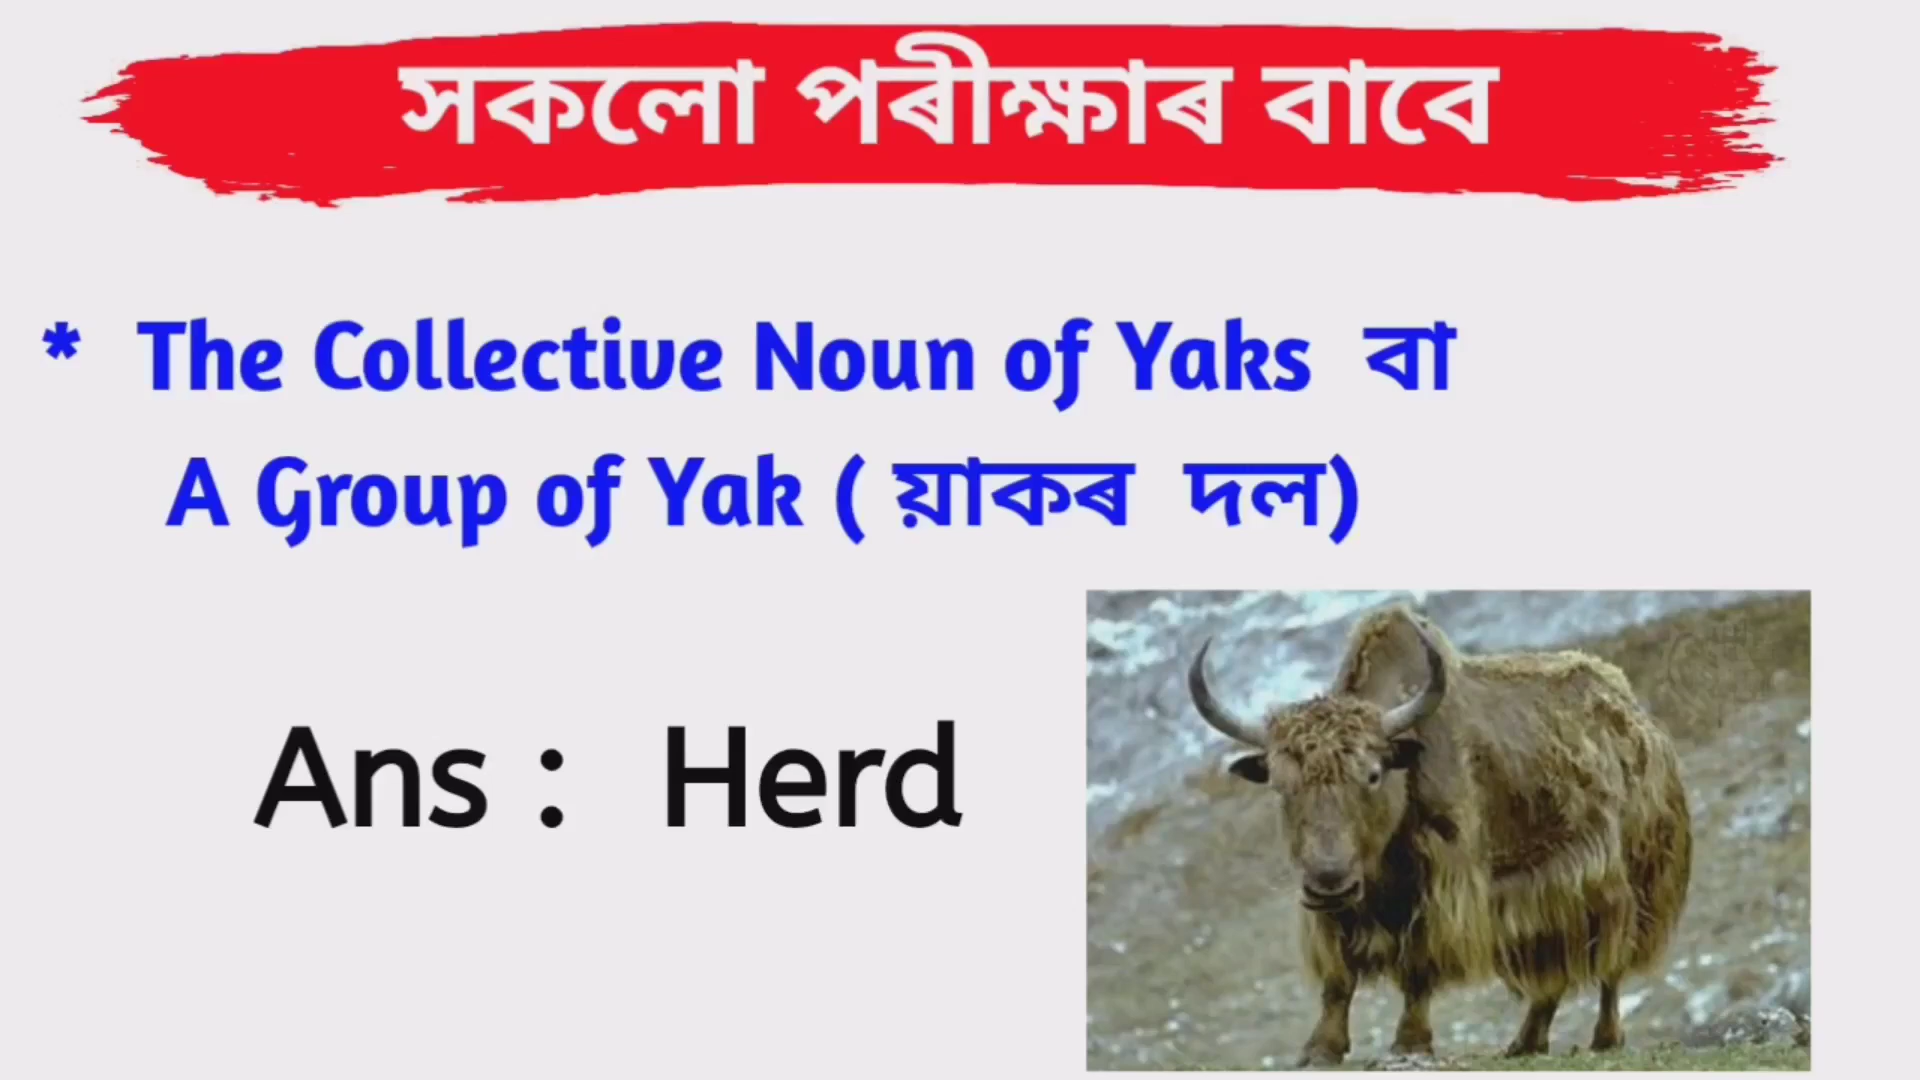 সকলো পৰীক্ষাৰ বাবে
* The Collective Noun of Yaks বা
A Group of Yak ( য়াকৰ দল)
Ans : Herd